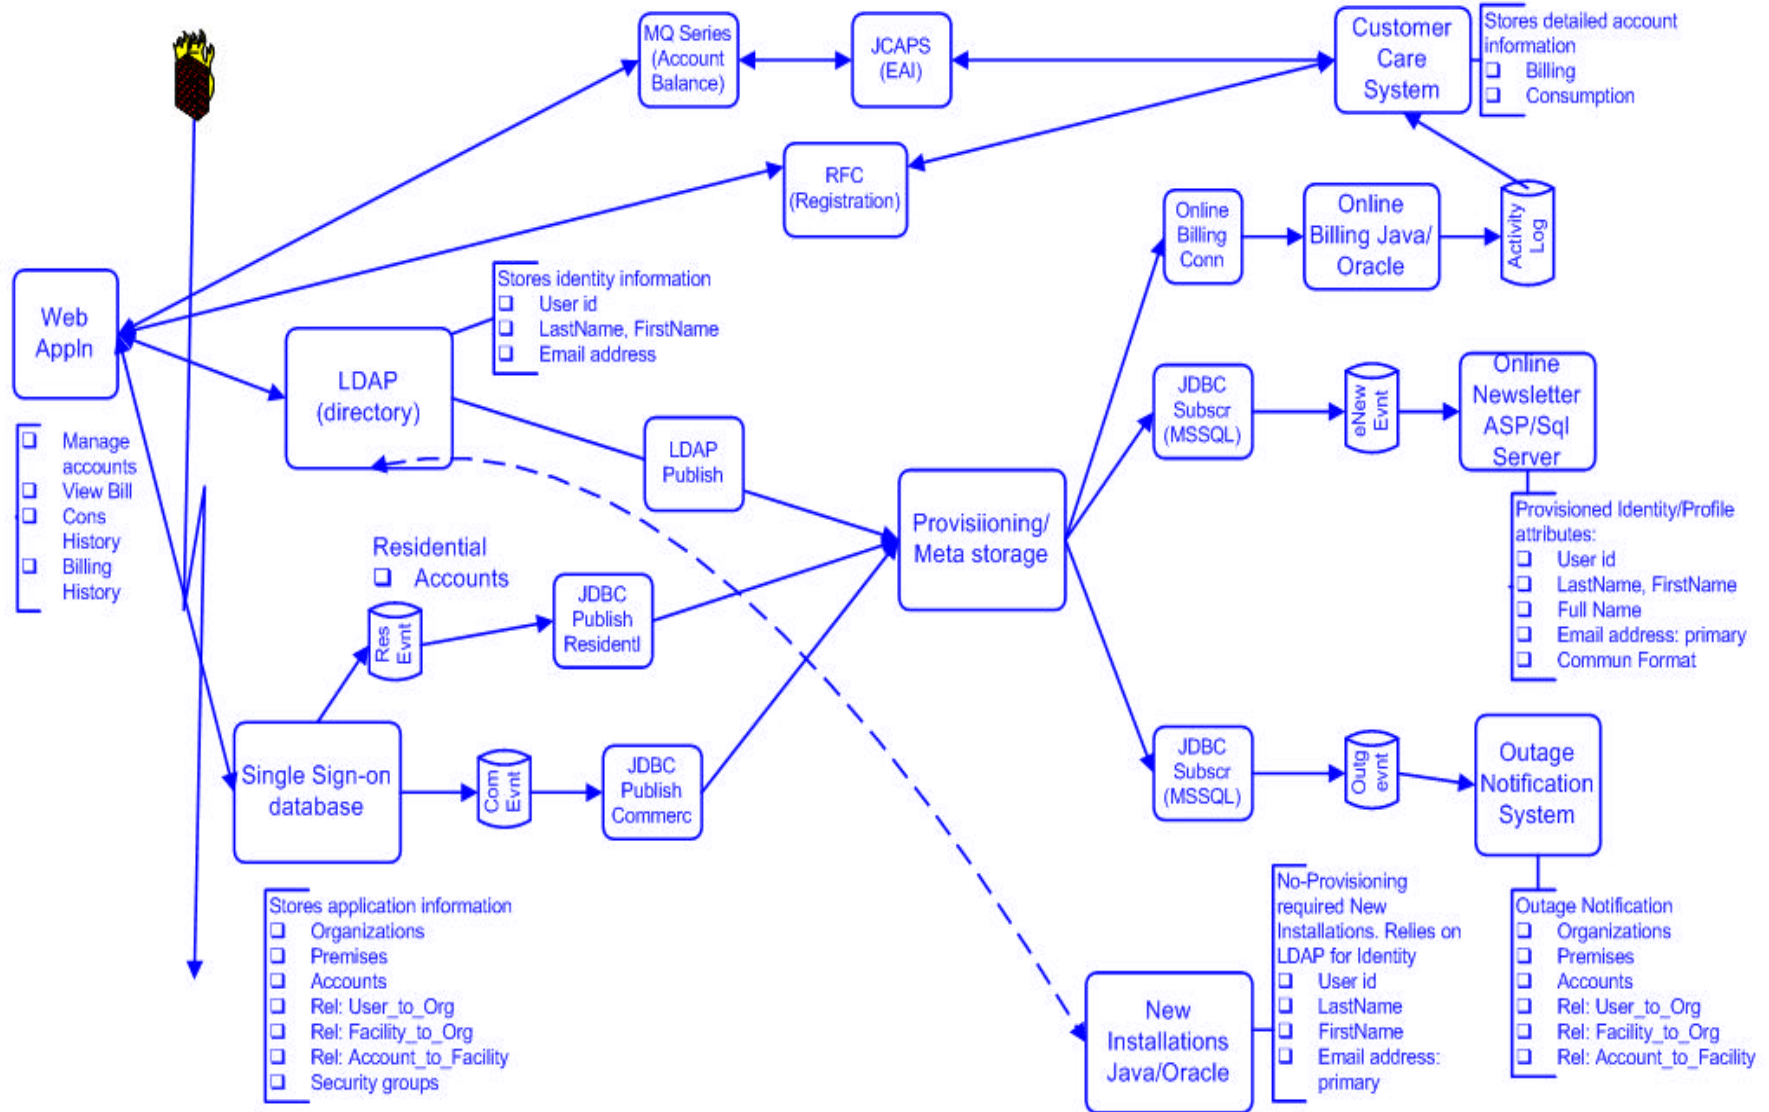 MQ Series
(Account
Balance)
JCAPS
(EAI)
Customer
Care
System
Stores detailed account
information
❑ Billing
❑ Consumption
RFC
(Registration)
Online
Billing
Conn
Online
Billing Java/
Oracle
Activity
Log
Web
Appln
Stores identity information
❑ User id
❑ LastName, FirstName
❑ Email address
LDAP
(directory)
❑ Manage
accounts
❑ View Bill
❑ Cons
History
❑ Billing
History
LDAP
Publish
JDBC
Subscr
(MSSQL)
eNew
Evnt
Online
Newsletter
ASP/Sql
Server
Provisiioning/
Meta storage
Provisioned Identity/Profile
attributes:
❑ User id
❑ LastName, FirstName
❑ Full Name
❑ Email address: primary
❑ Commun Format
Residential
❑ Accounts
Res
Evnt
JDBC
Publish
Residentl
Single Sign-on
database
Com
Evnt
JDBC
Publish
Commerc
JDBC
Subscr
(MSSQL)
Outg
evnt
Outage
Notification
System
Stores application information
❑ Organizations
❑ Premises
❑ Accounts
❑ Rel: User_to_Org
❑ Rel: Facility_to_Org
❑ Rel: Account_to_Facility
❑ Security groups
New
Installations
Java/Oracle
No-Provisioning
required New
Installations. Relies on
LDAP for Identity
❑ User id
❑ LastName
❑ FirstName
❑ Email address:
primary
Outage Notification
❑ Organizations
❑ Premises
❑ Accounts
❑ Rel: User_to_Org
❑ Rel: Facility_to_Org
❑ Rel: Account_to_Facility